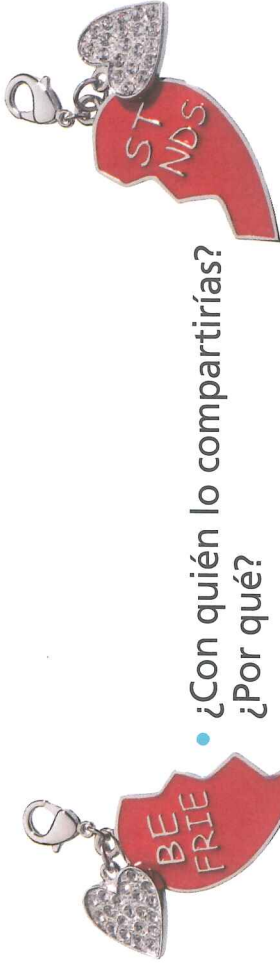 BE
FRIE
• ¿Con quién lo compartirías?
¿Por qué?
ST
NDS